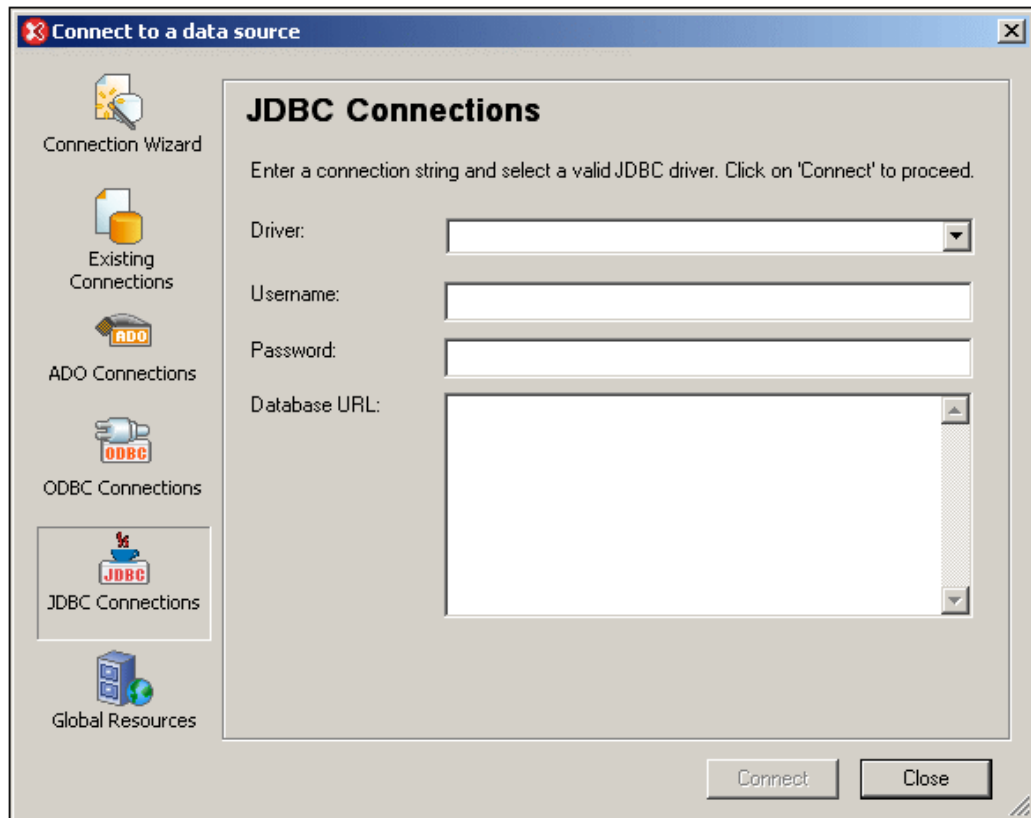 Connect to a data source
Connection Wizard
Existing
Connections
ADO
ADO Connections
ODBC
ODBC Connections
JDBC
JDBC Connections
Global Resources
JDBC Connections
Enter a connection string and select a valid JDBC driver. Click on 'Connect' to proceed.
Driver:
Username:
Password:
Database URL:
Connect
Close